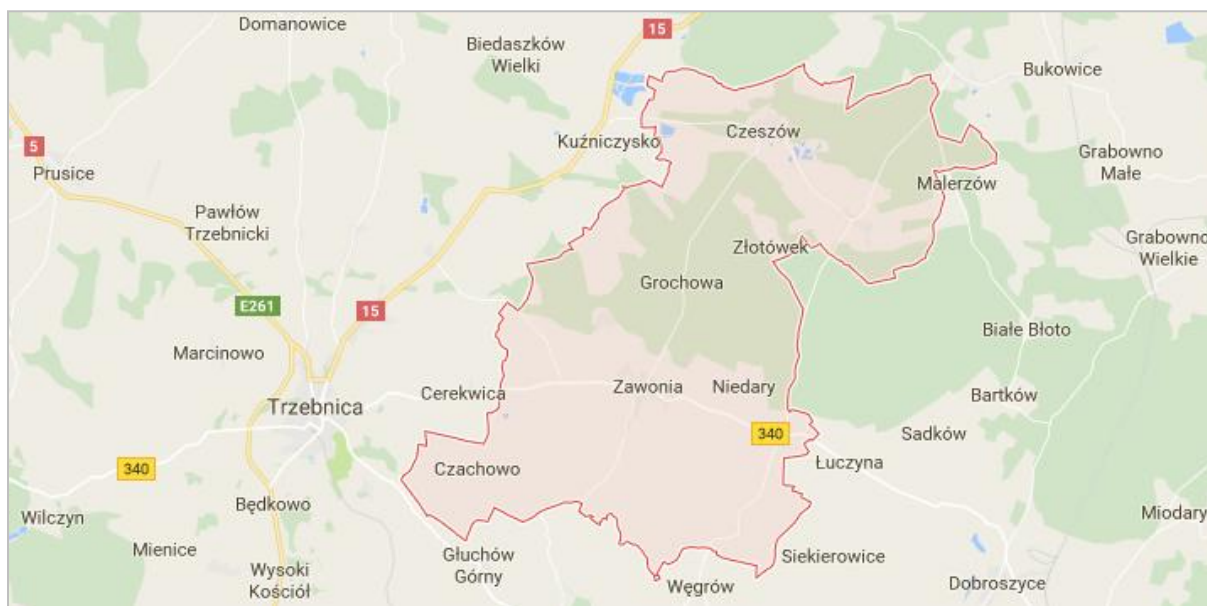 Domanowice
15
Biedaszków
Wielki
Bukowice
Kuźniczysko
Czeszów
5
Prusice
Grabowno
Małe
Malerzów
Pawłów
Trzebnicki
Złotówek
Grabowno
Wielkie
Grochowa
E261
15
Białe Błoto
Marcinowo
Cerekwica
Zawonia
Niedary
Bartków
Trzebnica
340
Sadków
340
Czachowo
Łuczyna
Będkowo
Wilczyn
Miodary
Mienice
Głuchów
Górny
Siekierowice
Wysoki
Kościół
Węgrów
Dobroszyce